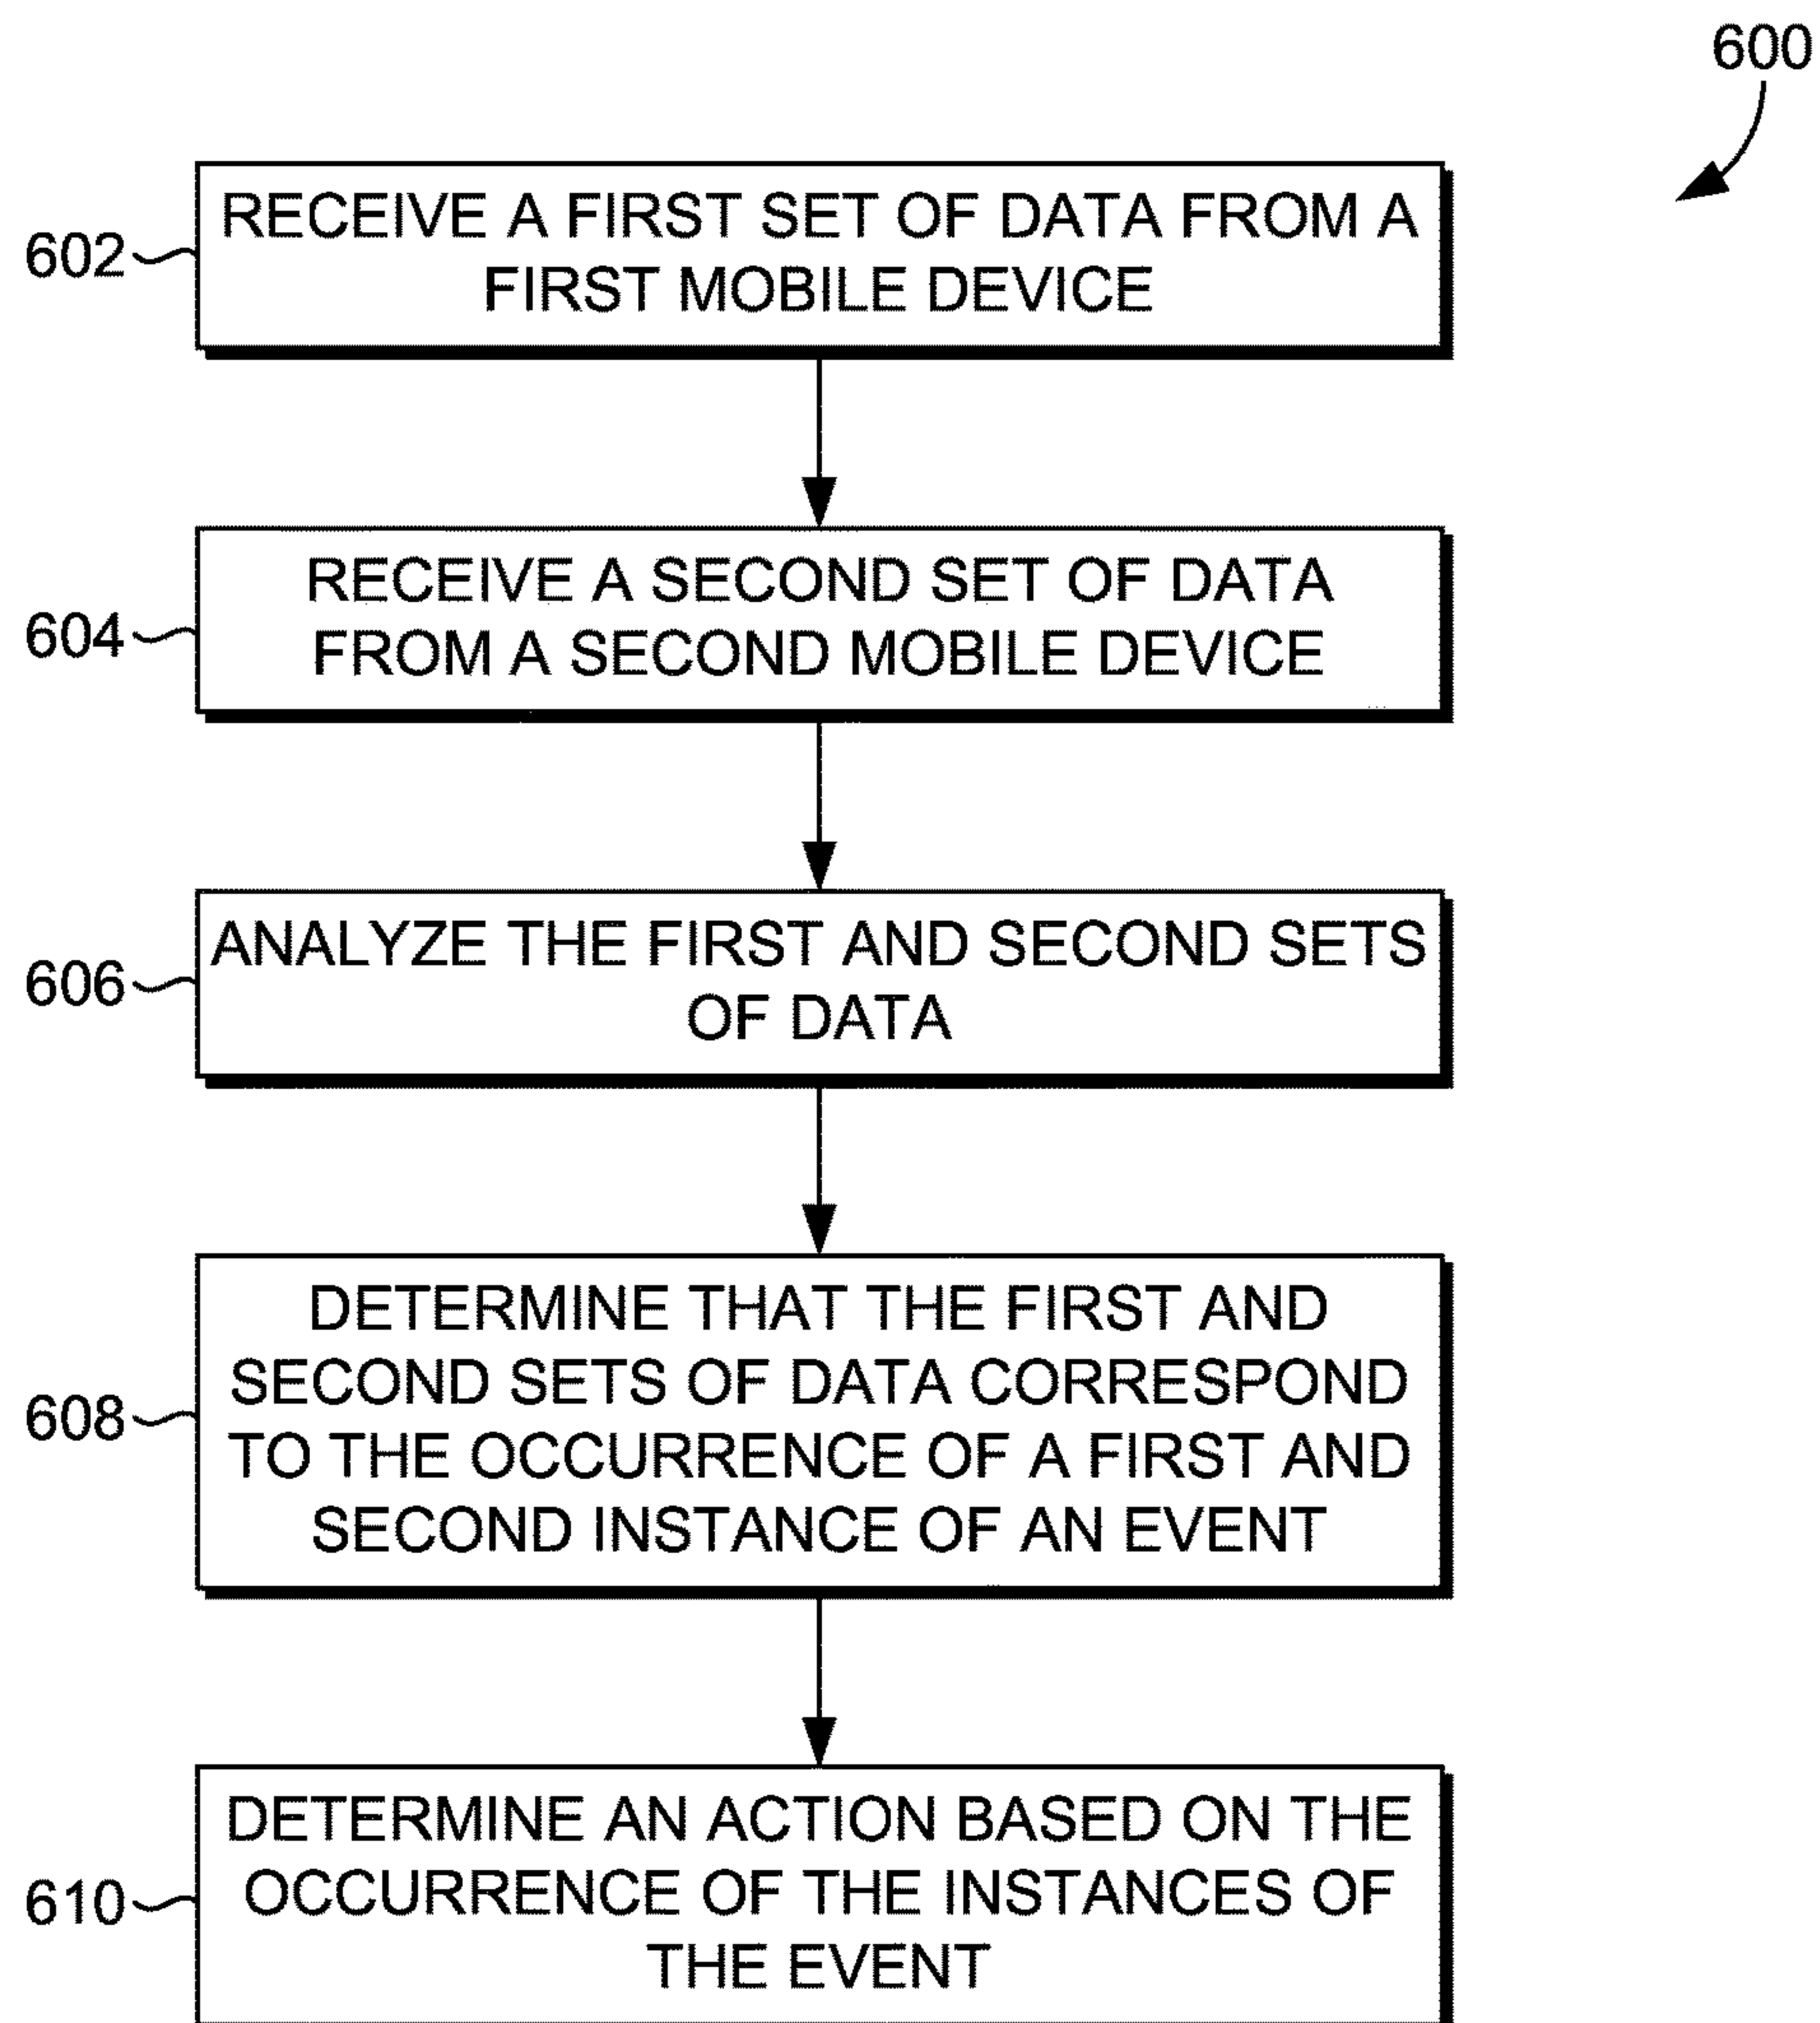 600
602
RECEIVE A FIRST SET OF DATA FROM A
FIRST MOBILE DEVICE
604
RECEIVE A SECOND SET OF DATA
FROM A SECOND MOBILE DEVICE
606
ANALYZE THE FIRST AND SECOND SETS
OF DATA
608
DETERMINE THAT THE FIRST AND
SECOND SETS OF DATA CORRESPOND
TO THE OCCURRENCE OF A FIRST AND
SECOND INSTANCE OF AN EVENT
610
DETERMINE AN ACTION BASED ON THE
OCCURRENCE OF THE INSTANCES OF
THE EVENT